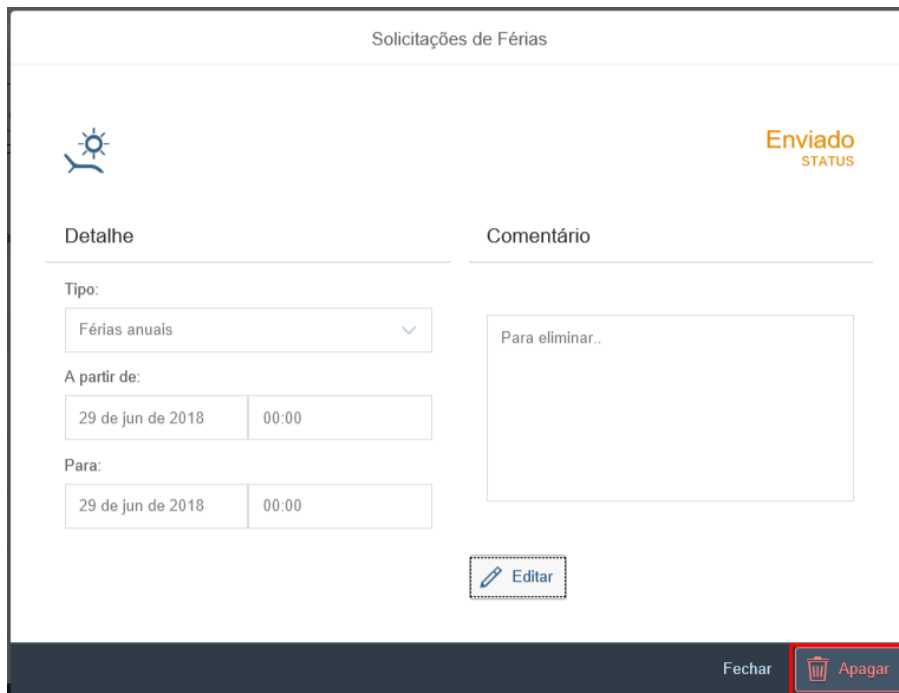 Solicitações de Férias
Enviado
STATUS
Detalhe
Comentário
Tipo:
Férias anuais
Para eliminar..
A partir de:
29 de jun de 2018 00:00
Para:
29 de jun de 2018 00:00
Editar
Fechar Apagar